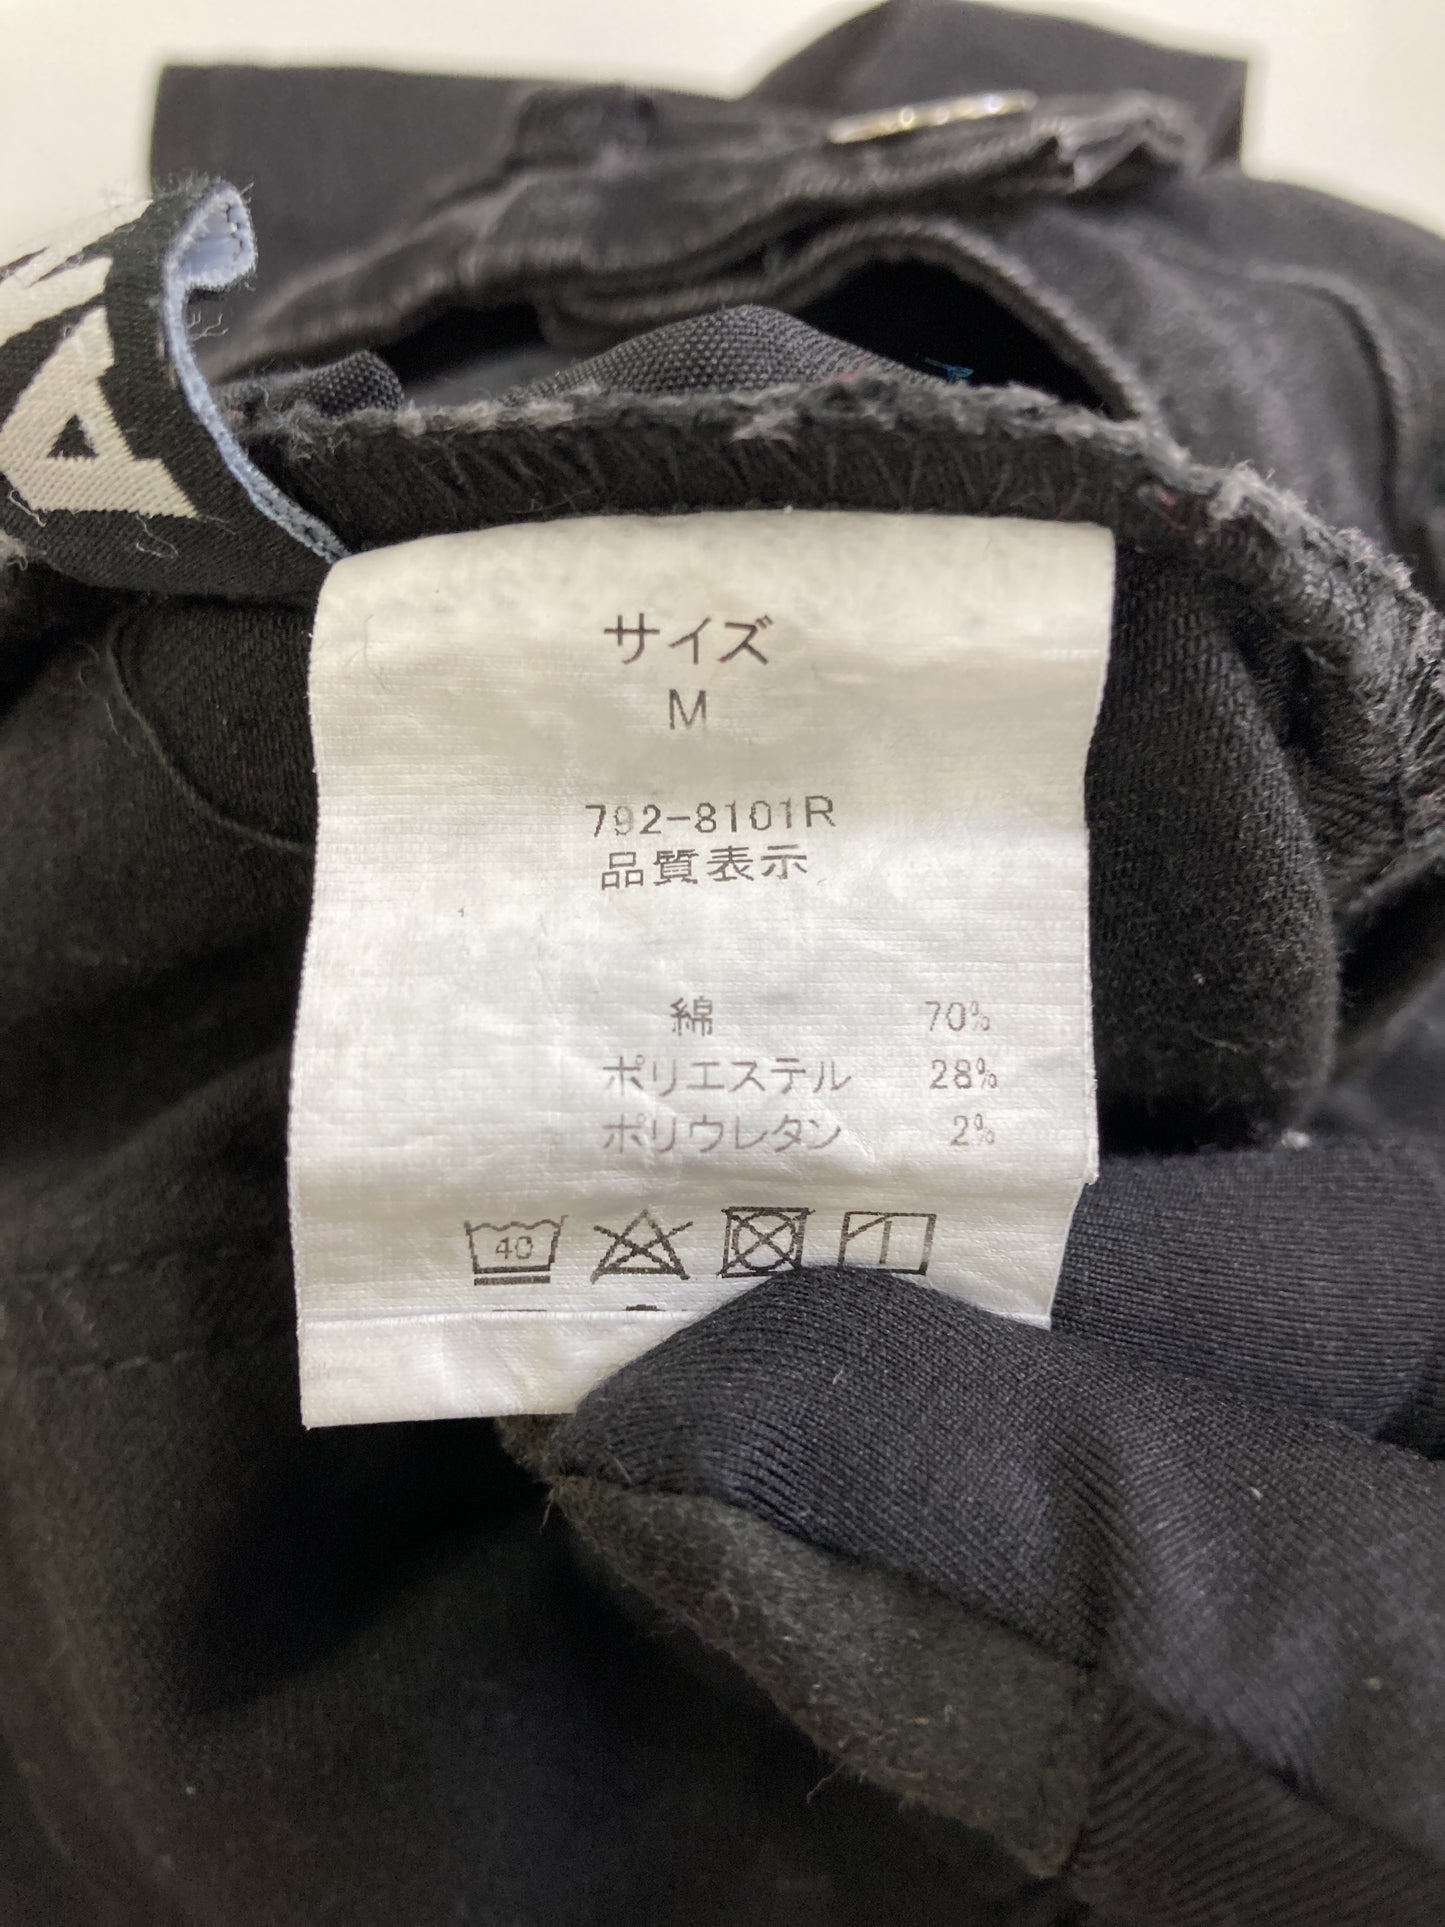 サイズ
M
792-8101R
品質表示
綿 70%
ポリエステル 28%
ポリウレタン 2%
40